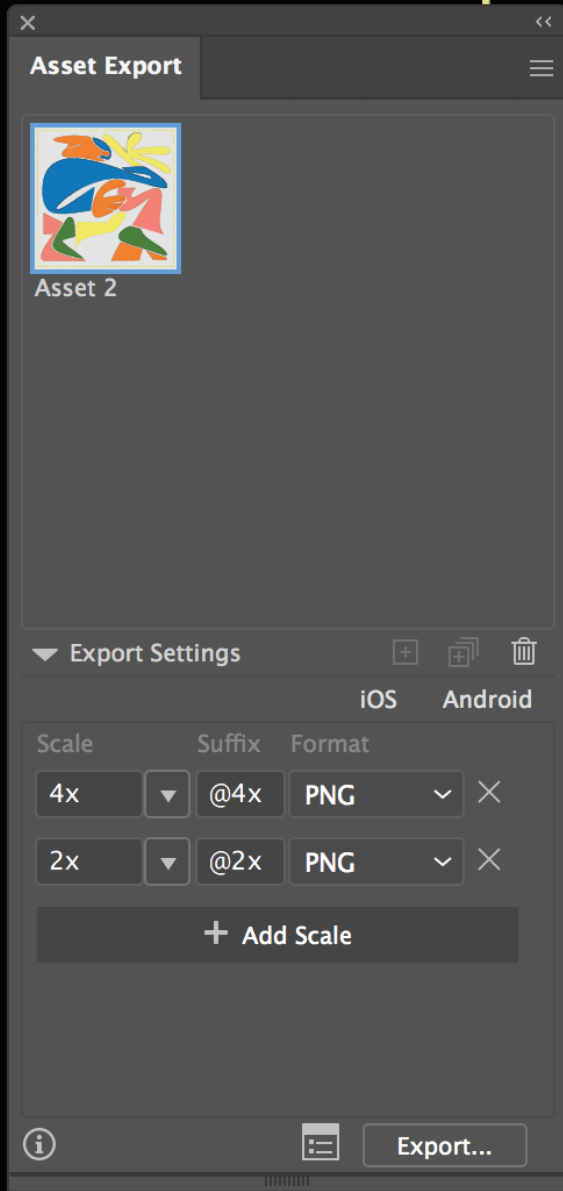 Asset Export
Asset 2
Export Settings
iOS Android
Scale Suffix Format
4x @4x PNG
2x @2x PNG
Add Scale
Export...